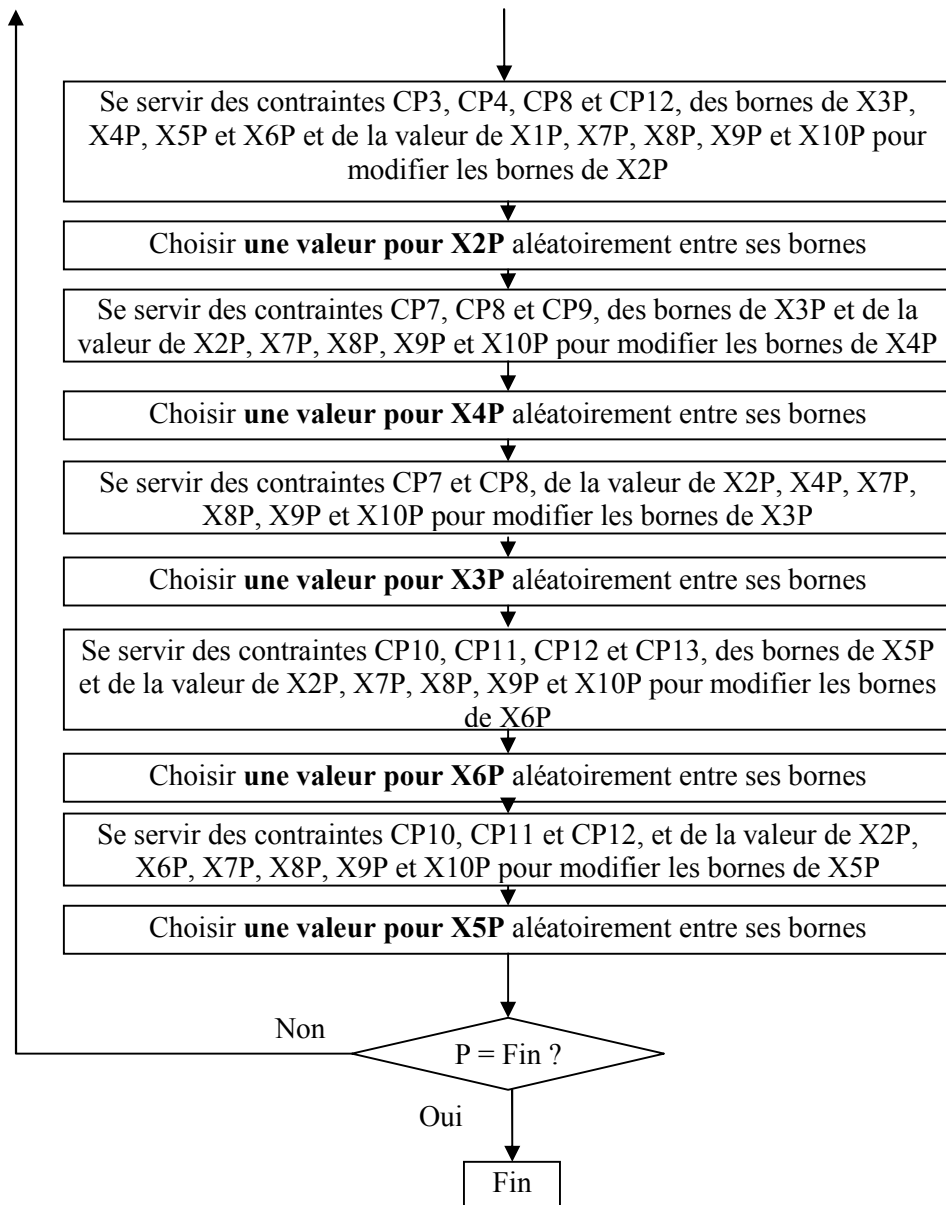 Se servir des contraintes CP3, CP4, CP8 et CP12, des bornes de X3P,
X4P, X5P et X6P et de la valeur de X1P, X7P, X8P, X9P et X10P pour
modifier les bornes de X2P
Choisir une valeur pour X2P aléatoirement entre ses bornes
Se servir des contraintes CP7, CP8 et CP9, des bornes de X3P et de la
valeur de X2P, X7P, X8P, X9P et X10P pour modifier les bornes de X4P
Choisir une valeur pour X4P aléatoirement entre ses bornes
Se servir des contraintes CP7 et CP8, de la valeur de X2P, X4P, X7P,
X8P, X9P et X10P pour modifier les bornes de X3P
Choisir une valeur pour X3P aléatoirement entre ses bornes
Se servir des contraintes CP10, CP11, CP12 et CP13, des bornes de X5P
et de la valeur de X2P, X7P, X8P, X9P et X10P pour modifier les bornes
de X6P
Choisir une valeur pour X6P aléatoirement entre ses bornes
Se servir des contraintes CP10, CP11 et CP12, et de la valeur de X2P,
X6P, X7P, X8P, X9P et X10P pour modifier les bornes de X5P
Choisir une valeur pour X5P aléatoirement entre ses bornes
Non
P = Fin ?
Oui
Fin